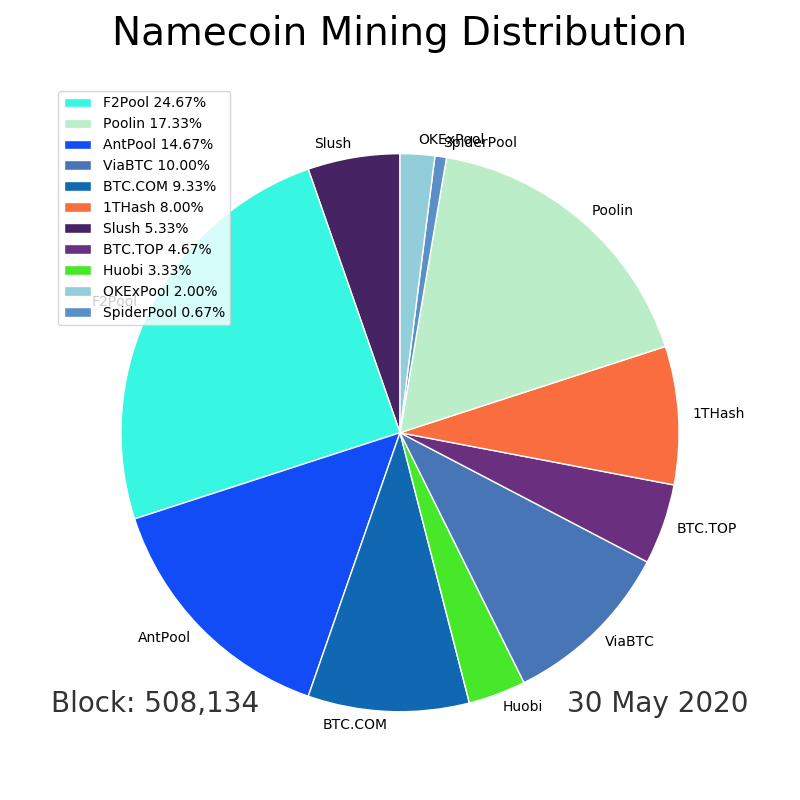 Namecoin Mining Distribution
F2Pool 24.67%
Poolin 17.33%
AntPool 14.67%
ViaBTC 10.00%
BTC.COM 9.33%
1THash 8.00%
Slush 5.33%
BTC.TOP 4.67%
Huobi 3.33%
OKExPool 2.00%
SpiderPool 0.67%
OKExPool
SpiderPool
Slush
Poolin
F2Pool
1THash
BTC.TOP
AntPool
ViaBTC
Huobi
BTC.COM
Block: 508,134
30 May 2020